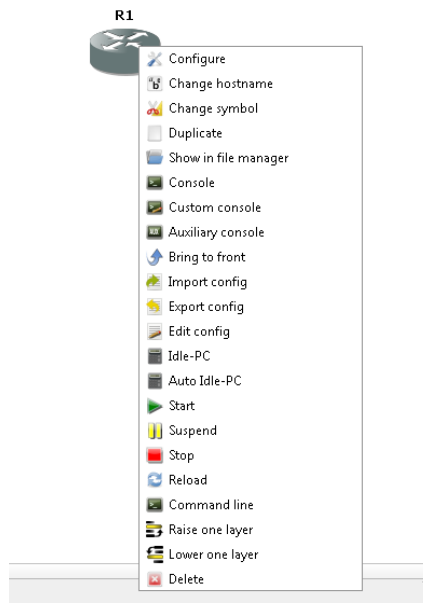 R1
Configure
Change hostname
Change symbol
Duplicate
Show in file manager
Console
Custom console
Auxiliary console
Bring to front
Import config
Export config
Edit config
Idle-PC
Auto Idle-PC
Start
Suspend
Stop
Reload
Command line
Raise one layer
Lower one layer
Delete